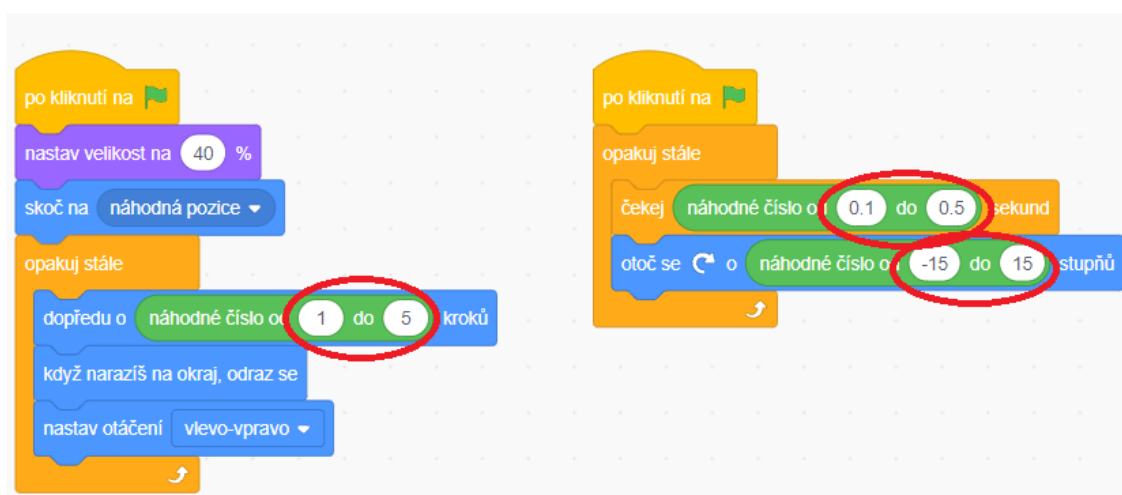 po kliknutí na
nastav velikost na 40 %
skoč na náhodná pozice
opakuj stále
dopředu o náhodné číslo od 1 do 5 kroků
když narazíš na okraj, odraz se
nastav otáčení vlevo-vpravo
po kliknutí na
opakuj stále
čekej náhodné číslo od 0.1 do 0.5 sekund
otoč se o náhodné číslo od -15 do 15 stupňů